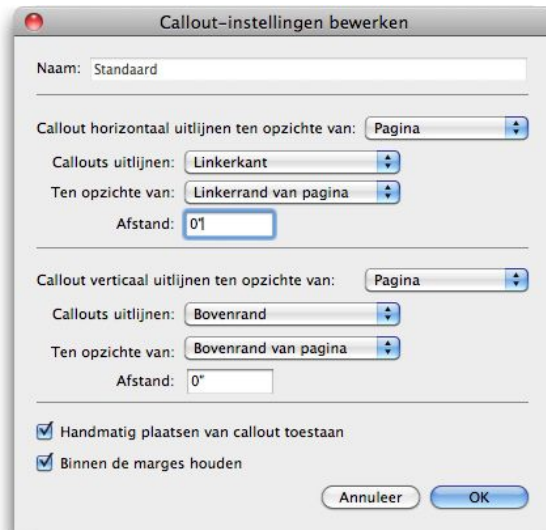 Callout-instellingen bewerken
Naam: Standaard
Callout horizontaal uitlijnen ten opzichte van: Pagina
Callouts uitlijnen: Linkerkant
Ten opzichte van: Linkerrand van pagina
Afstand: 0"
Callout verticaal uitlijnen ten opzichte van: Pagina
Callouts uitlijnen: Bovenrand
Ten opzichte van: Bovenrand van pagina
Afstand: 0"
Handmatig plaatsen van callout toestaan
Binnen de marges houden
Annuleer OK